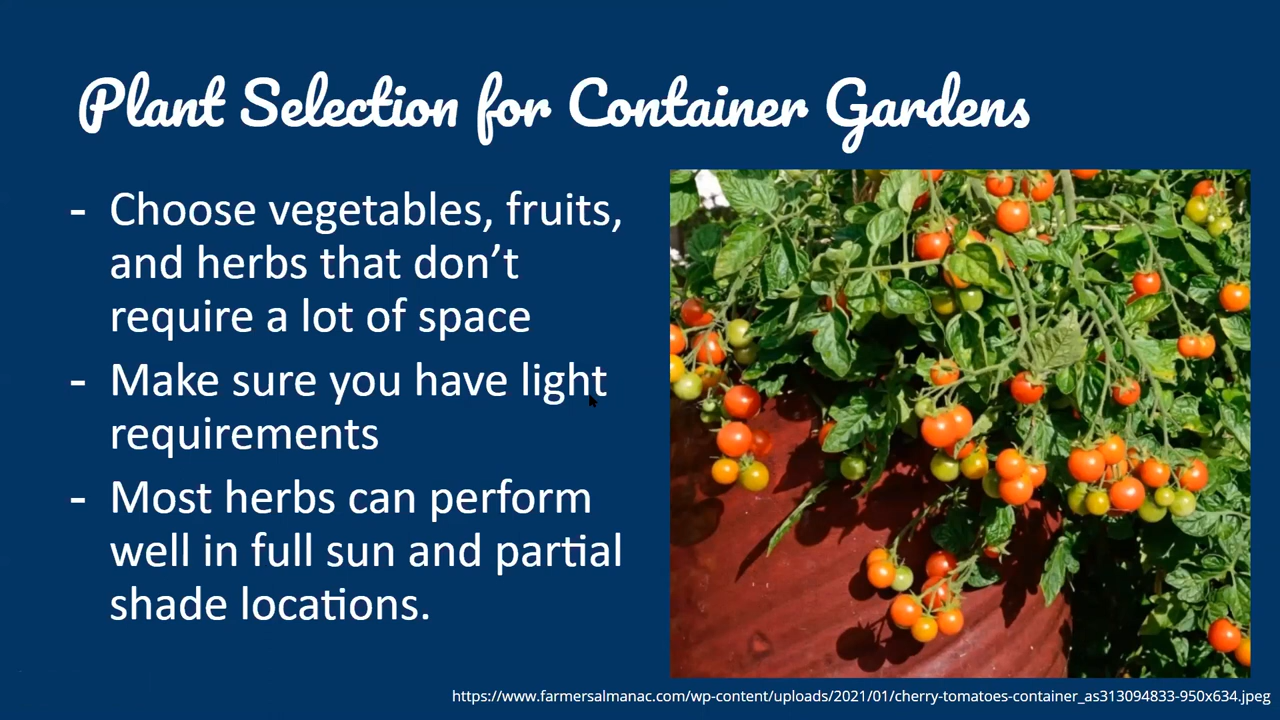 Plant Selection for Container Gardens
- Choose vegetables, fruits,
and herbs that don’t
require a lot of space
- Make sure you have light
requirements
- Most herbs can perform
well in full sun and partial
shade locations.
https://www.farmersalmanac.com/wp-content/uploads/2021/01/cherry-tomatoes-container_as313094833-950x634.jpeg